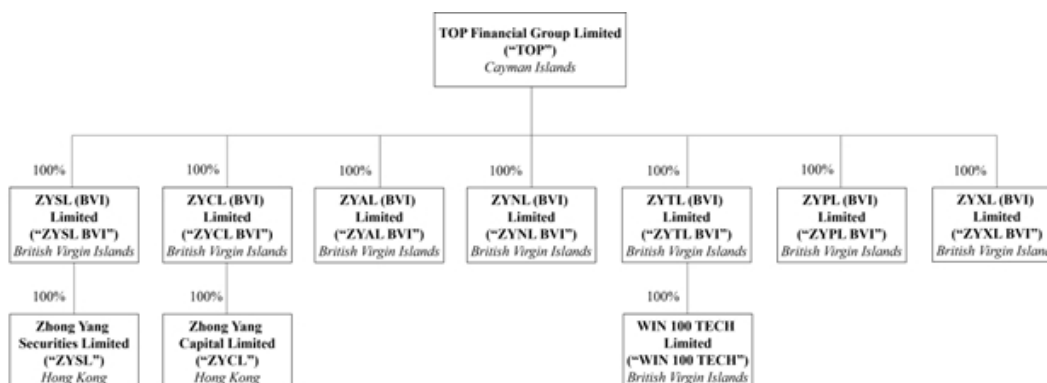 TOP Financial Group Limited
(“TOP”)
Cayman Islands
100%
100%
100%
100%
100%
100%
100%
ZYSL (BVI)
Limited
(“ZYSL BVI”)
British Virgin Islands
ZYCL (BVI)
Limited
(“ZYCL BVI”)
British Virgin Islands
ZYAL (BVI)
Limited
(“ZYAL BVI”)
British Virgin Islands
ZYNL (BVI)
Limited
(“ZYNL BVI”)
British Virgin Islands
ZYTL (BVI)
Limited
(“ZYTL BVI”)
British Virgin Islands
ZYPL (BVI)
Limited
(“ZYPL BVI”)
British Virgin Islands
ZYXL (BVI)
Limited
(“ZYXL BVI”)
British Virgin Island
100%
100%
100%
Zhong Yang
Securities Limited
(“ZYSL”)
Hong Kong
Zhong Yang
Capital Limited
(“ZYCL”)
Hong Kong
WIN 100 TECH
Limited
(“WIN 100 TECH”)
British Virgin Islands